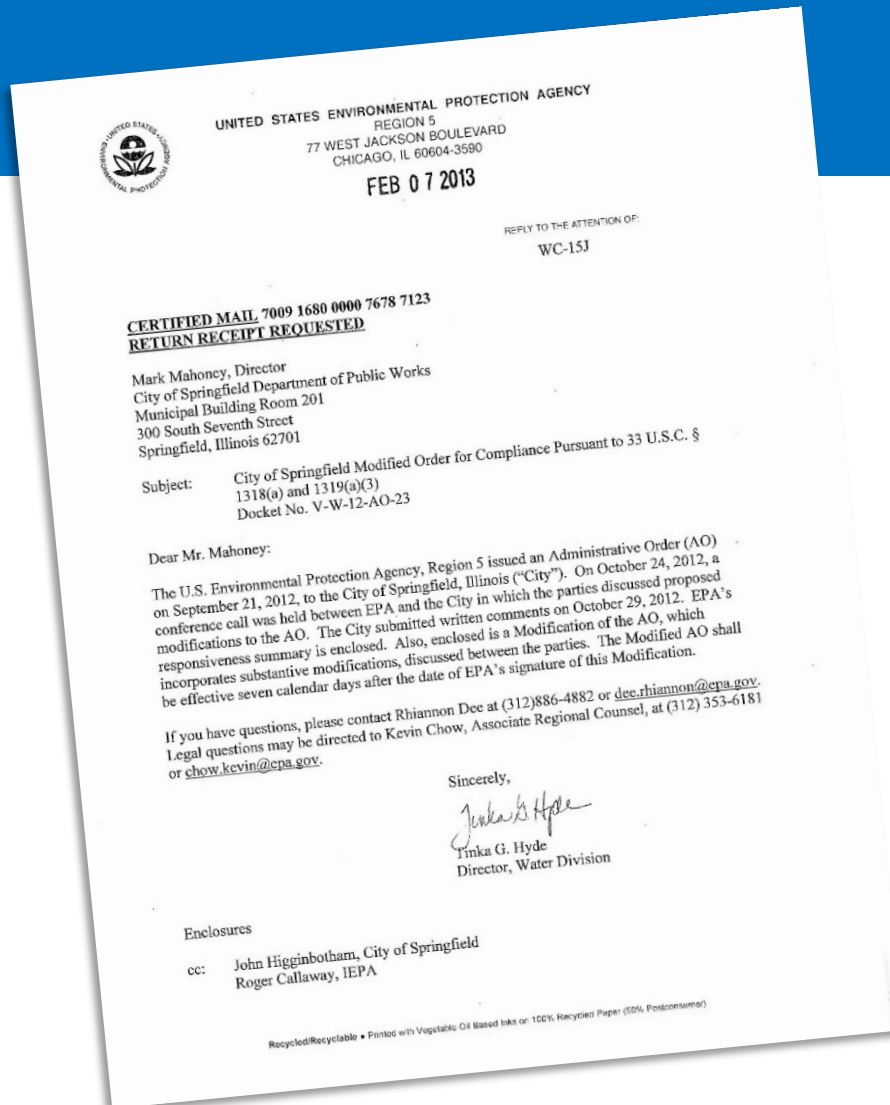 UNITED STATES ENVIRONMENTAL PROTECTION AGENCY
REGION 5
77 WEST JACKSON BOULEVARD
CHICAGO, IL 60604-3590
FEB 07 2013
UNITED STATES ENVIRONMENTAL PROTECTION AGENCY
REPLY TO THE ATTENTION OF:
WC-15J
CERTIFIED MAIL 7009 1680 0000 7678 7123
RETURN RECEIPT REQUESTED
Mark Mahoney, Director
City of Springfield Department of Public Works
Municipal Building Room 201
300 South Seventh Street
Springfield, Illinois 62701
Subject: City of Springfield Modified Order for Compliance Pursuant to 33 U.S.C. §
1318(a) and 1319(a)(3)
Docket No. V-W-12-AO-23
Dear Mr. Mahoney:
The U.S. Environmental Protection Agency, Region 5 issued an Administrative Order (AO)
on September 21, 2012, to the City of Springfield, Illinois (“City”). On October 24, 2012, a
conference call was held between EPA and the City in which the parties discussed proposed
modifications to the AO. The City submitted written comments on October 29, 2012. EPA’s
responsiveness summary is enclosed. Also, enclosed is a Modification of the AO, which
incorporates substantive modifications, discussed between the parties. The Modified AO shall
be effective seven calendar days after the date of EPA’s signature of this Modification.
If you have questions, please contact Rhiannon Dee at (312)886-4882 or dee.rhiannon@epa.gov.
Legal questions may be directed to Kevin Chow, Associate Regional Counsel, at (312) 353-6181
or chow.kevin@epa.gov.
Sincerely,
Tinka G. Hyde
Tinka G. Hyde
Director, Water Division
Enclosures
cc: John Higginbotham, City of Springfield
Roger Callaway, IEPA
Recycled/Recyclable • Printed with Vegetable Oil Based Inks on 100% Recycled Paper (50% Postconsumer)